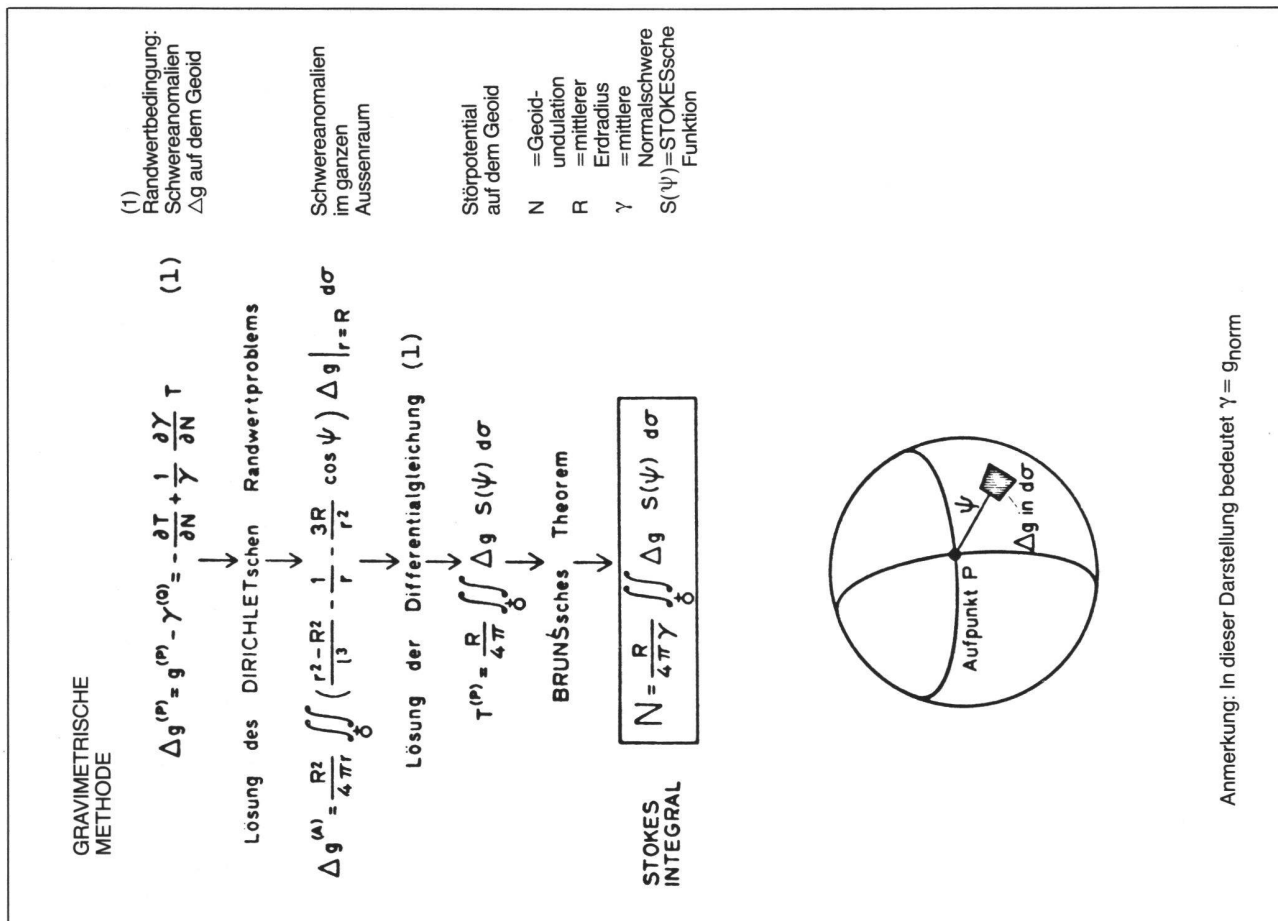 GRAVIMETRISCHE
METHODE
Δg^(P) = g^(P) - γ^(Q) = - ∂T/∂N + 1/γ ∂γ/∂N T (1)
(1)
Randwertbedingung:
Schwereanomalien
△g auf dem Geoid
Lösung des DIRICHLETschen Randwertproblems
Δg^(A) = R²/4πr ∬ ( r²-R²/l³ - 1/r - 3R/r² cos ψ ) Δg|r=R dσ
Schwereanomalien
im ganzen
Aussenraum
Lösung der Differentialgleichung (1)
T^(P) = R/4π ∬ Δg S(ψ) dσ
Störpotential
auf dem Geoid
BRUNS'sches Theorem
STOKES
INTEGRAL
N = R/4πγ ∬ Δg S(ψ) dσ
N =Geoid-
undulation
R =mittlerer
Erdradius
γ =mittlere
Normalschwere
S(ψ)=STOKESsche
Funktion
Aufpunkt P
ψ
Δg in dσ
Anmerkung: In dieser Darstellung bedeutet γ = gnorm